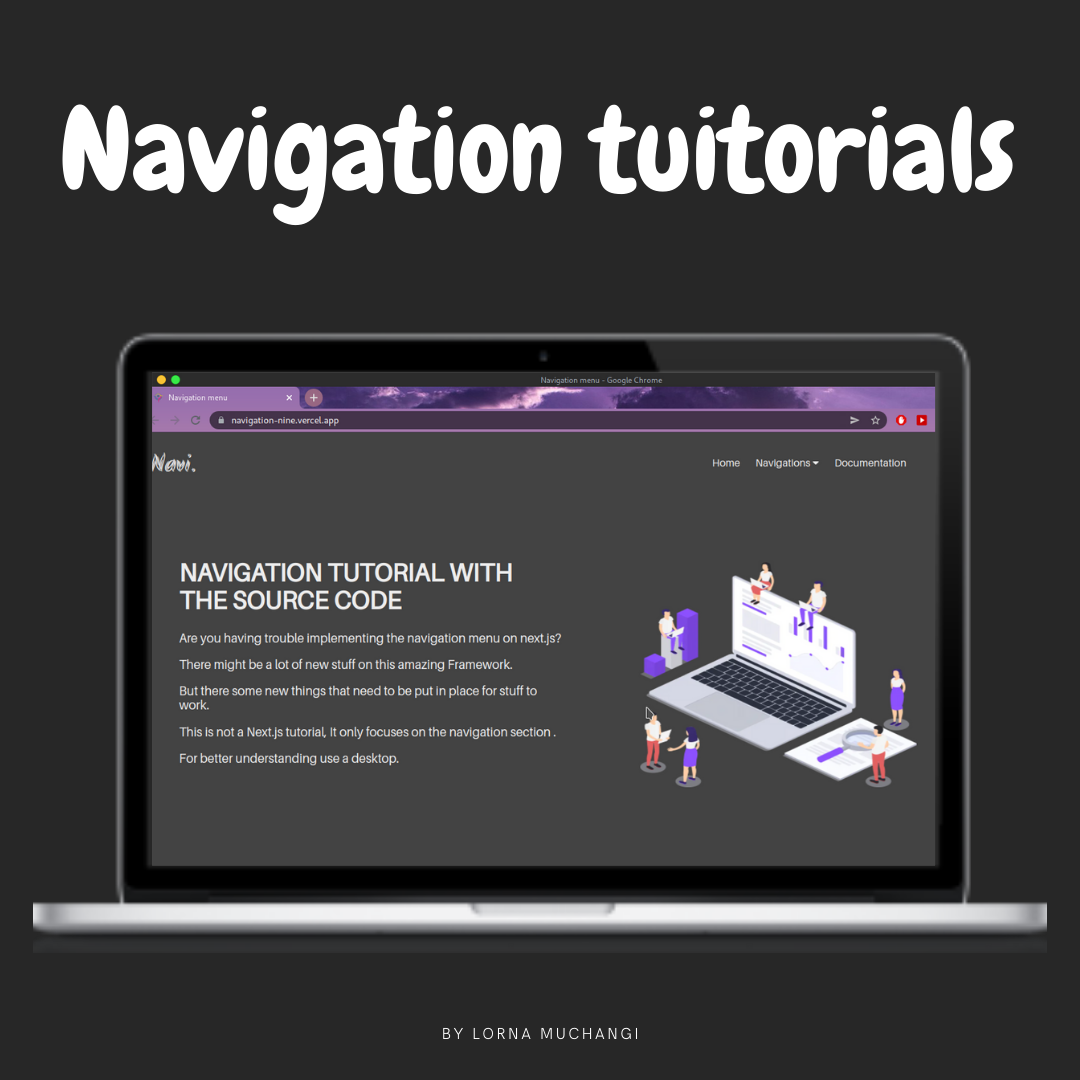 Navigation tuitorials
Navigation menu - Google Chrome
Navigation menu
navigation-nine.vercel.app
Navi.
Home Navigations Documentation
NAVIGATION TUTORIAL WITH
THE SOURCE CODE
Are you having trouble implementing the navigation menu on next.js?
There might be a lot of new stuff on this amazing Framework.
But there some new things that need to be put in place for stuff to
work.
This is not a Next.js tutorial, It only focuses on the navigation section .
For better understanding use a desktop.
BY LORNA MUCHANGI